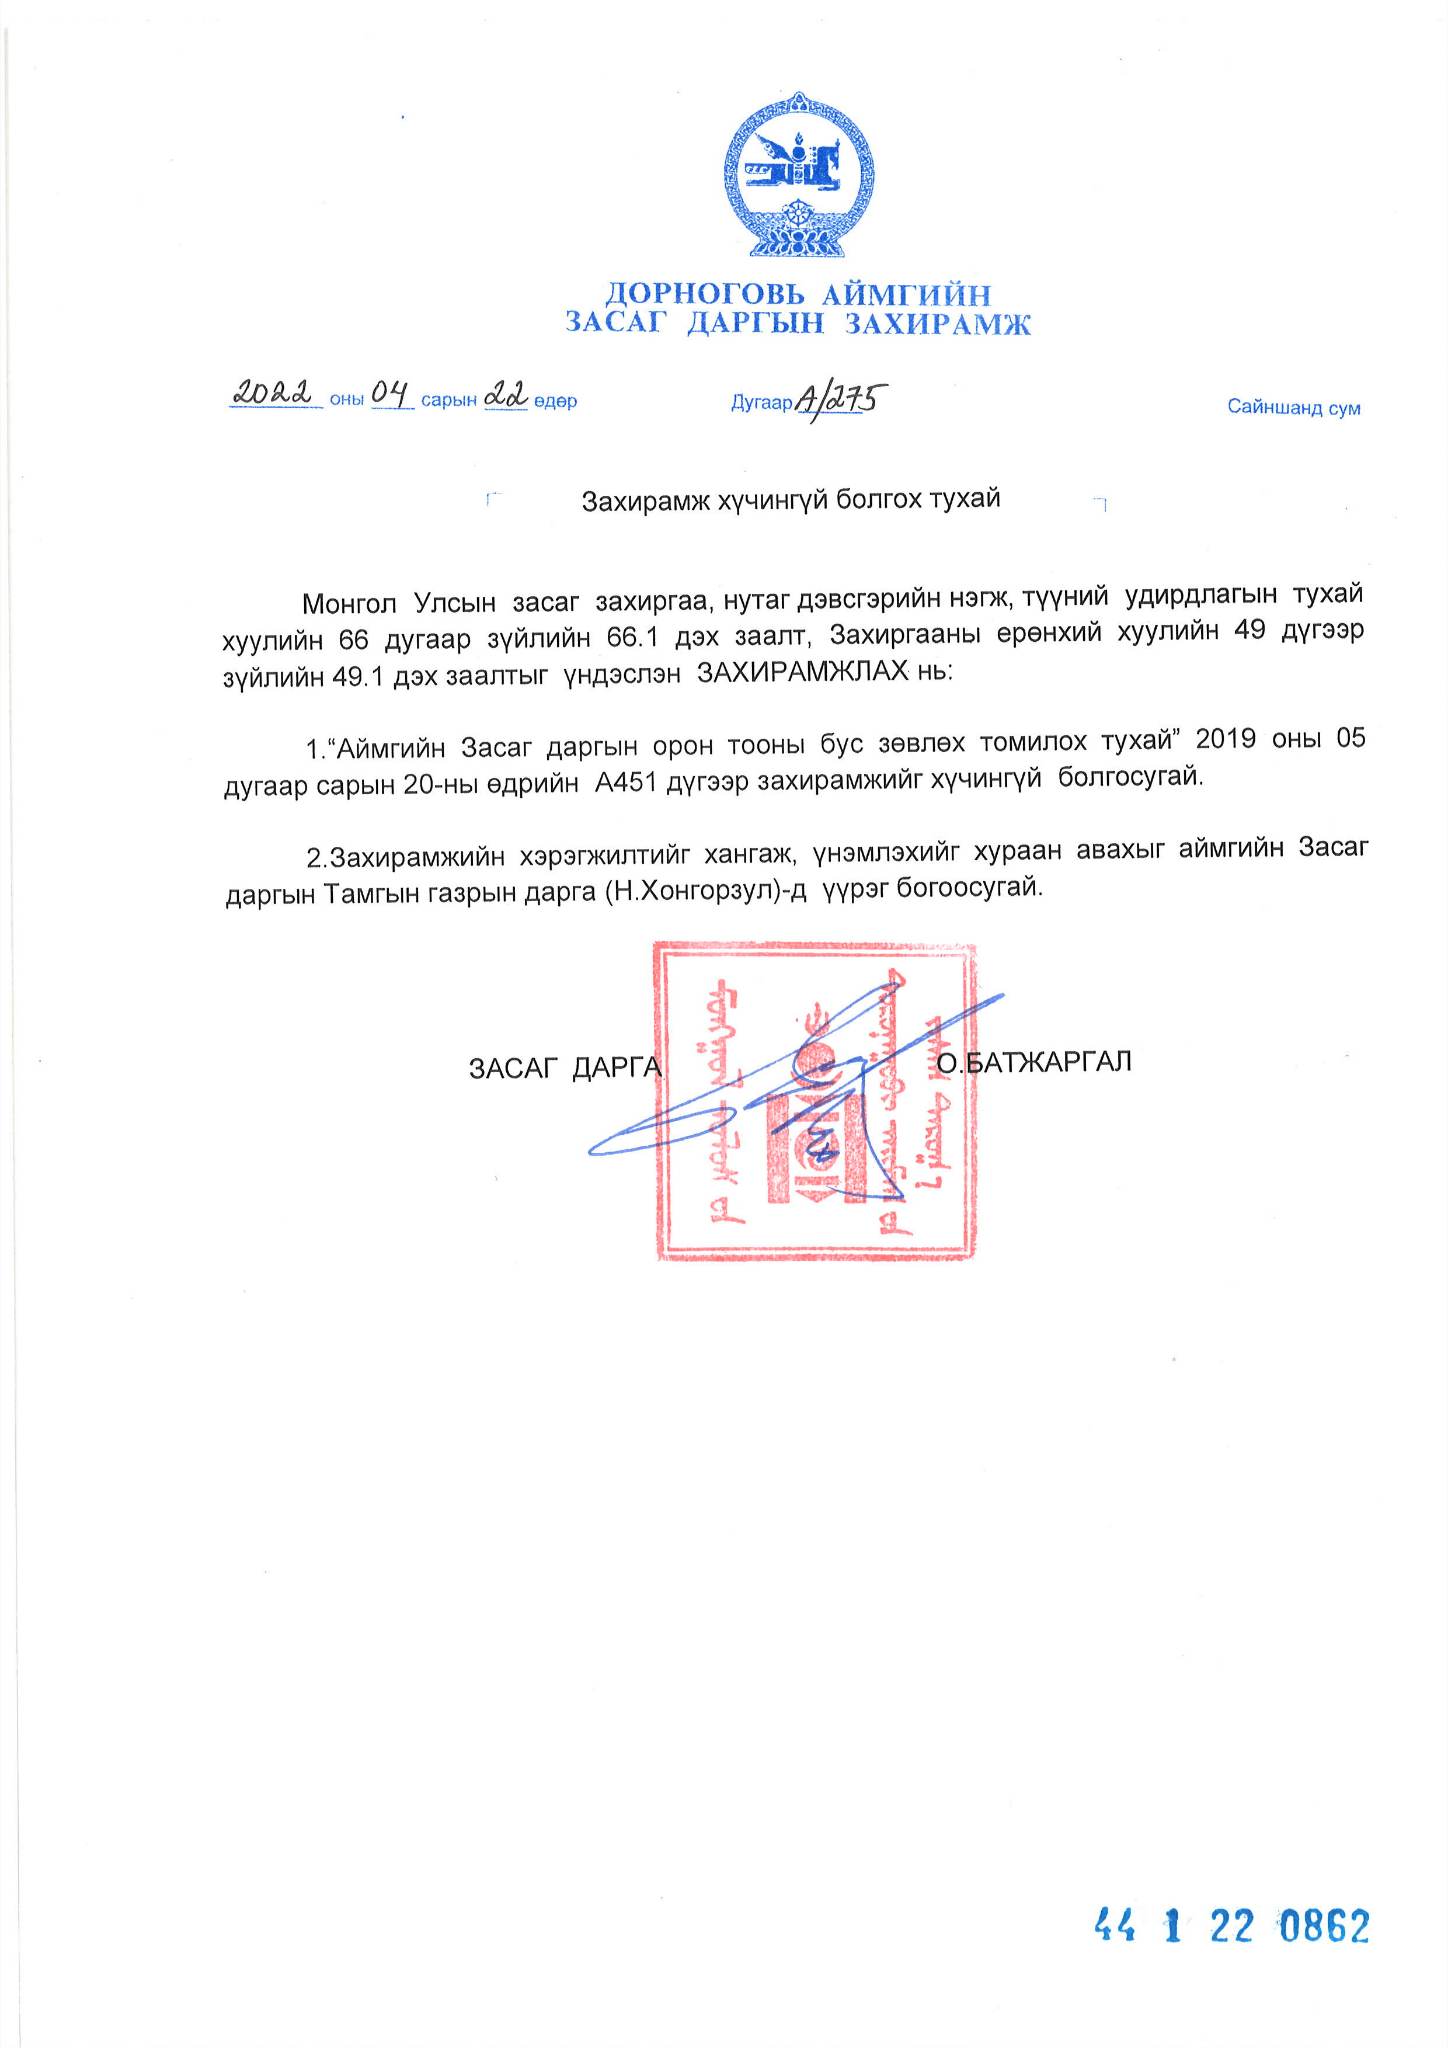 ДОРНОГОВЬ АЙМГИЙН
ЗАСАГ ДАРГЫН ЗАХИРАМЖ
2022 оны 04 сарын 22 өдөр Дугаар А/275 Сайншанд сум
Захирамж хүчингүй болгох тухай
Монгол Улсын засаг захиргаа, нутаг дэвсгэрийн нэгж, түүний удирдлагын тухай
хуулийн 66 дугаар зүйлийн 66.1 дэх заалт, Захиргааны ерөнхий хуулийн 49 дүгээр
зүйлийн 49.1 дэх заалтыг үндэслэн ЗАХИРАМЖЛАХ нь:
1.“Аймгийн Засаг даргын орон тооны бус зөвлөх томилох тухай” 2019 оны 05
дугаар сарын 20-ны өдрийн А451 дүгээр захирамжийг хүчингүй болгосугай.
2.Захирамжийн хэрэгжилтийг хангаж, үнэмлэхийг хураан авахыг аймгийн Засаг
даргын Тамгын газрын дарга (Н.Хонгорзул)-д үүрэг богоосугай.
ЗАСАГ ДАРГА О.БАТЖАРГАЛ
44 1 22 0862